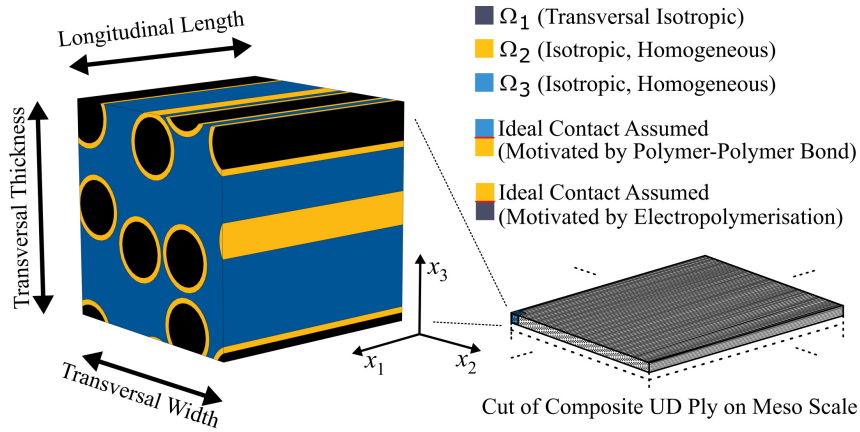 Longitudinal Length
Transversal Thickness
Transversal Width
x₃
x₁
x₂
Ω₁ (Transversal Isotropic)
Ω₂ (Isotropic, Homogeneous)
Ω₃ (Isotropic, Homogeneous)
Ideal Contact Assumed
(Motivated by Polymer-Polymer Bond)
Ideal Contact Assumed
(Motivated by Electropolymerisation)
Cut of Composite UD Ply on Meso Scale